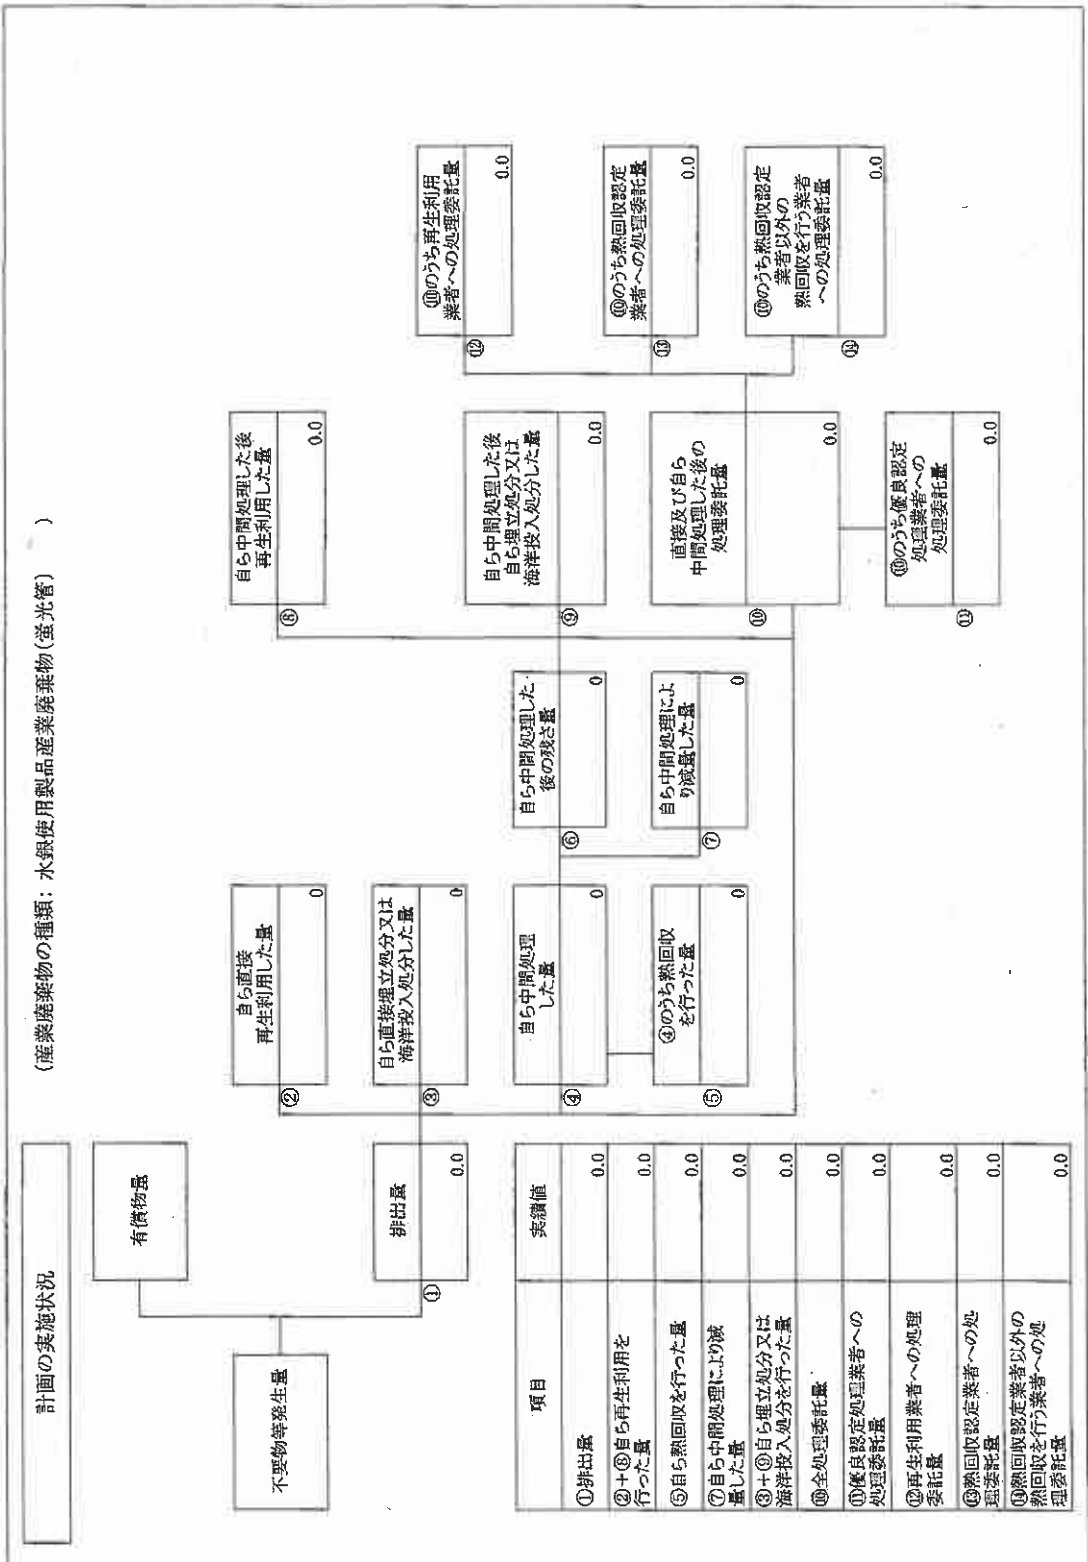 計画の実施状況
(産業廃棄物の種類: 水銀使用製品産業廃棄物(蛍光管) )
不要物等発生量
有償物量
①
排出量
0.0
②
自ら直接
再生利用した量
0
③
自ら直接埋立処分又は
海洋投入処分した量
0
④
自ら中間処理
した量
0
⑤
④のうち熱回収
を行った量
0
⑥
自ら中間処理した
後の残さ量
0
⑦
自ら中間処理によ
り減量した量
0
⑧
自ら中間処理した後
再生利用した量
0.0
⑨
自ら中間処理した後
自ら埋立処分又は
海洋投入処分した量
0.0
⑩
直接及び自ら
中間処理した後の
処理委託量
0.0
⑪
⑩のうち優良認定
処理業者への
処理委託量
0.0
⑫
⑩のうち再生利用
業者への処理委託量
0.0
⑬
⑩のうち熱回収認定
業者への処理委託量
0.0
⑭
⑩のうち熱回収認定
業者以外の
熱回収を行う業者
への処理委託量
0.0
項目 実績値
①排出量 0.0
②+⑧自ら再生利用を
行った量 0.0
⑤自ら熱回収を行った量 0.0
⑦自ら中間処理により減
量した量 0.0
③+⑨自ら埋立処分又は
海洋投入処分を行った量 0.0
⑩全処理委託量 0.0
⑪優良認定処理業者への
処理委託量 0.0
⑫再生利用業者への処理
委託量 0.0
⑬熱回収認定業者への処
理委託量 0.0
⑭熱回収認定業者以外の
熱回収を行う業者への処
理委託量 0.0